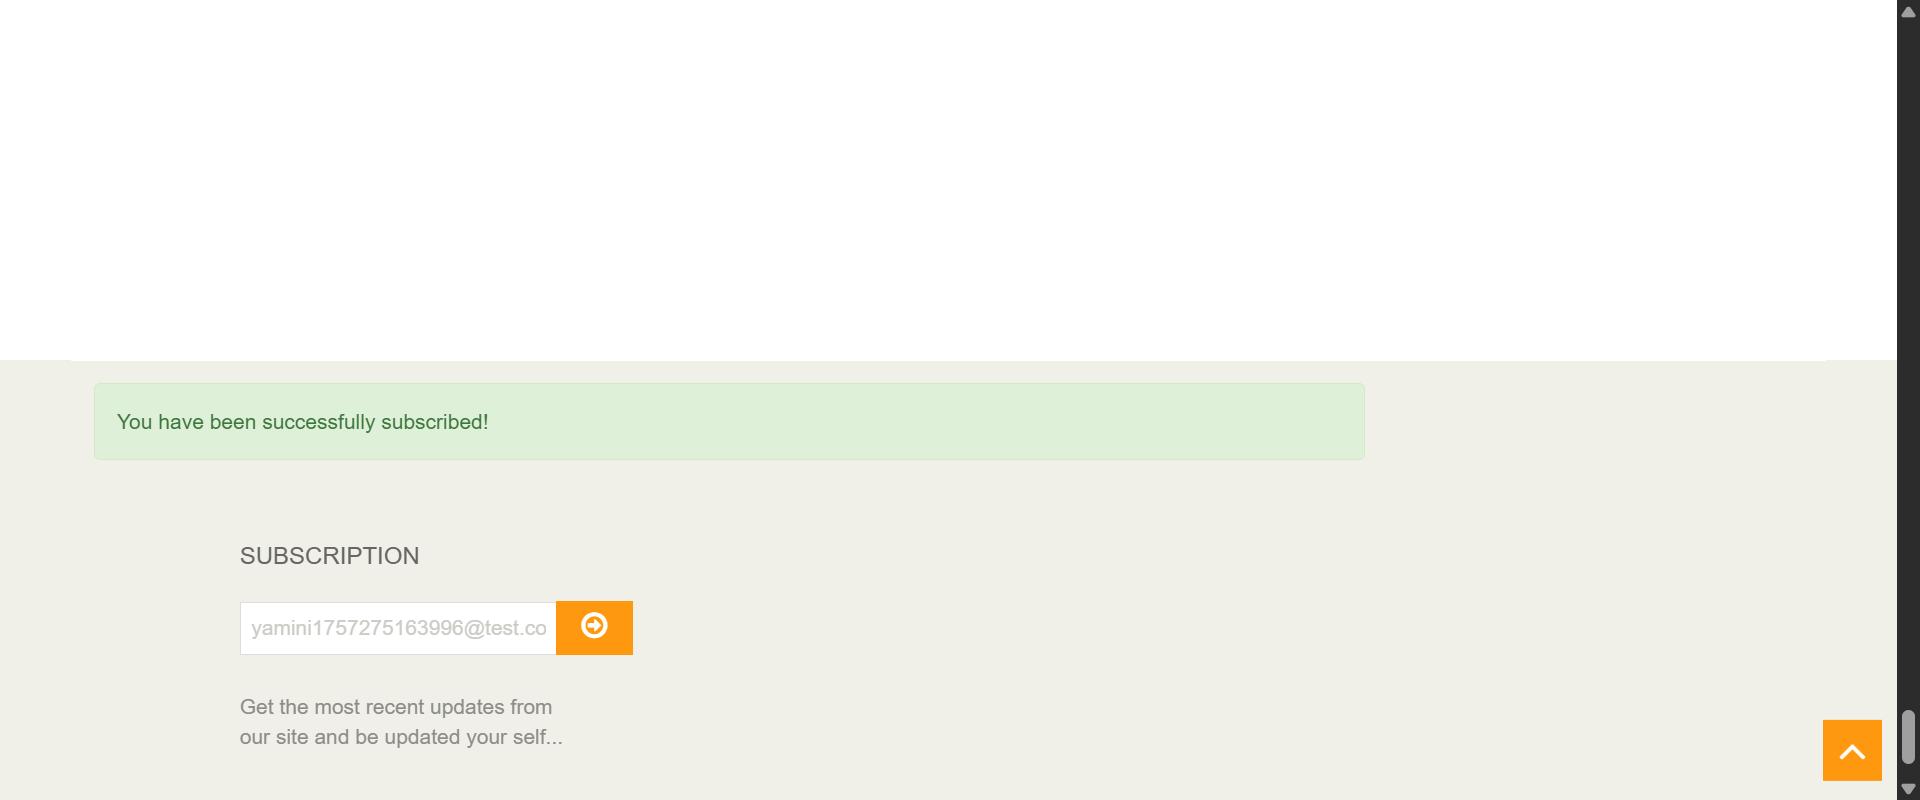 You have been successfully subscribed!
SUBSCRIPTION
yamini1757275163996@test.co
Get the most recent updates from
our site and be updated your self...